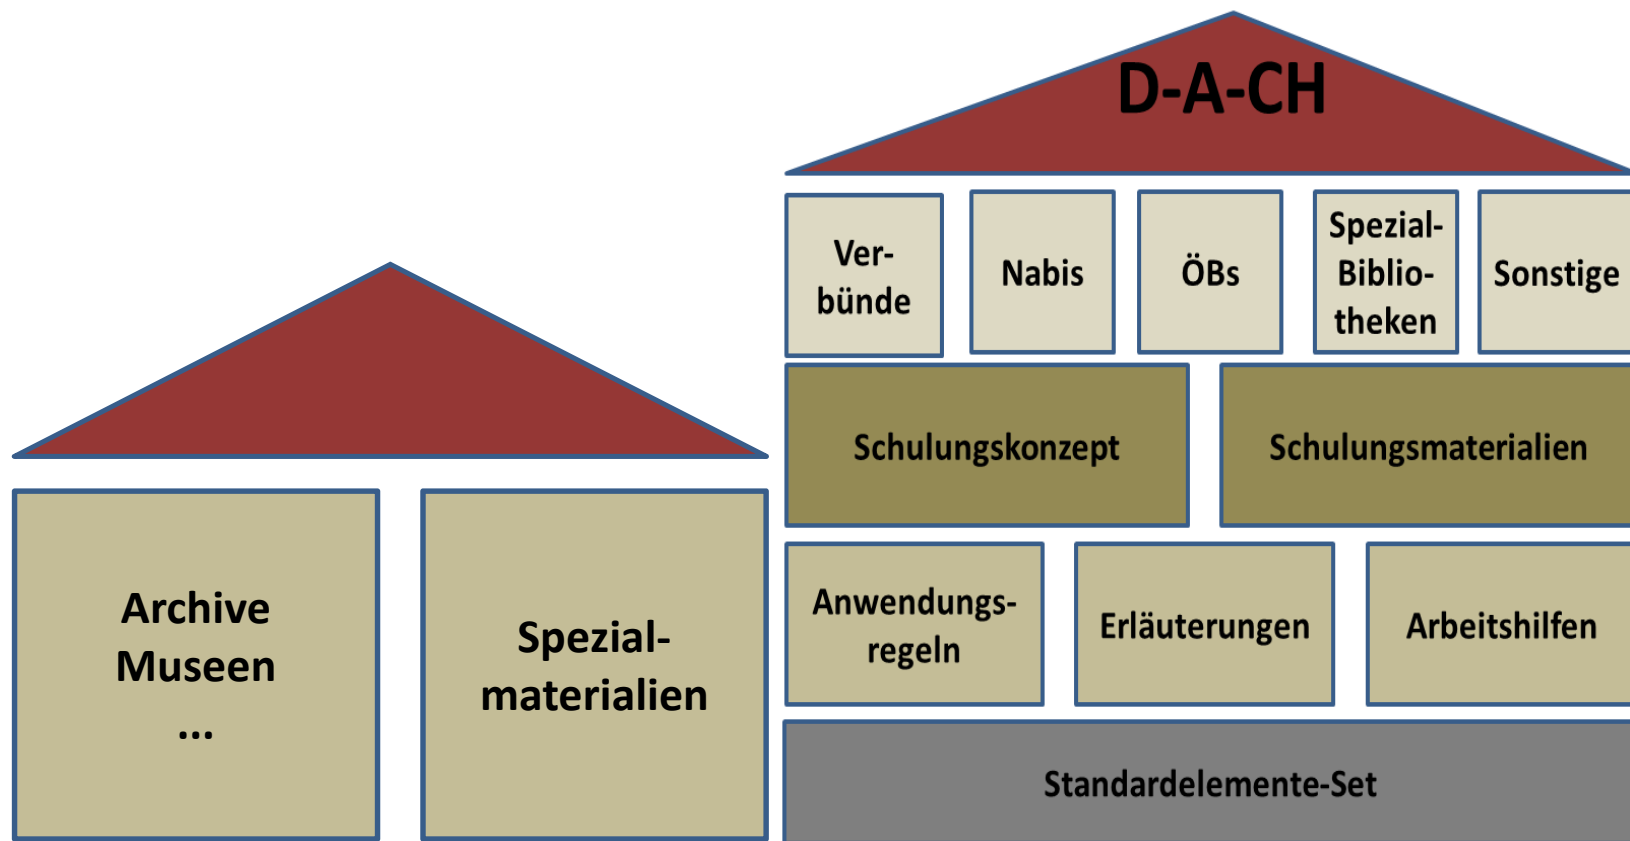 D-A-CH
Ver-
bünde
Nabis
ÖBs
Spezial-
Biblio-
theken
Sonstige
Schulungskonzept
Schulungsmaterialien
Anwendungs-
regeln
Erläuterungen
Arbeitshilfen
Standardelemente-Set
Archive
Museen
...
Spezial-
materialien